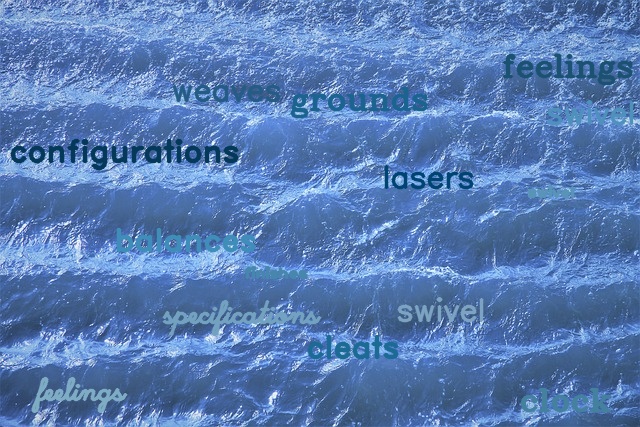 feelings
weaves
grounds
swivel
configurations
lasers
balances
specifications
swivel
cleats
feelings
clock